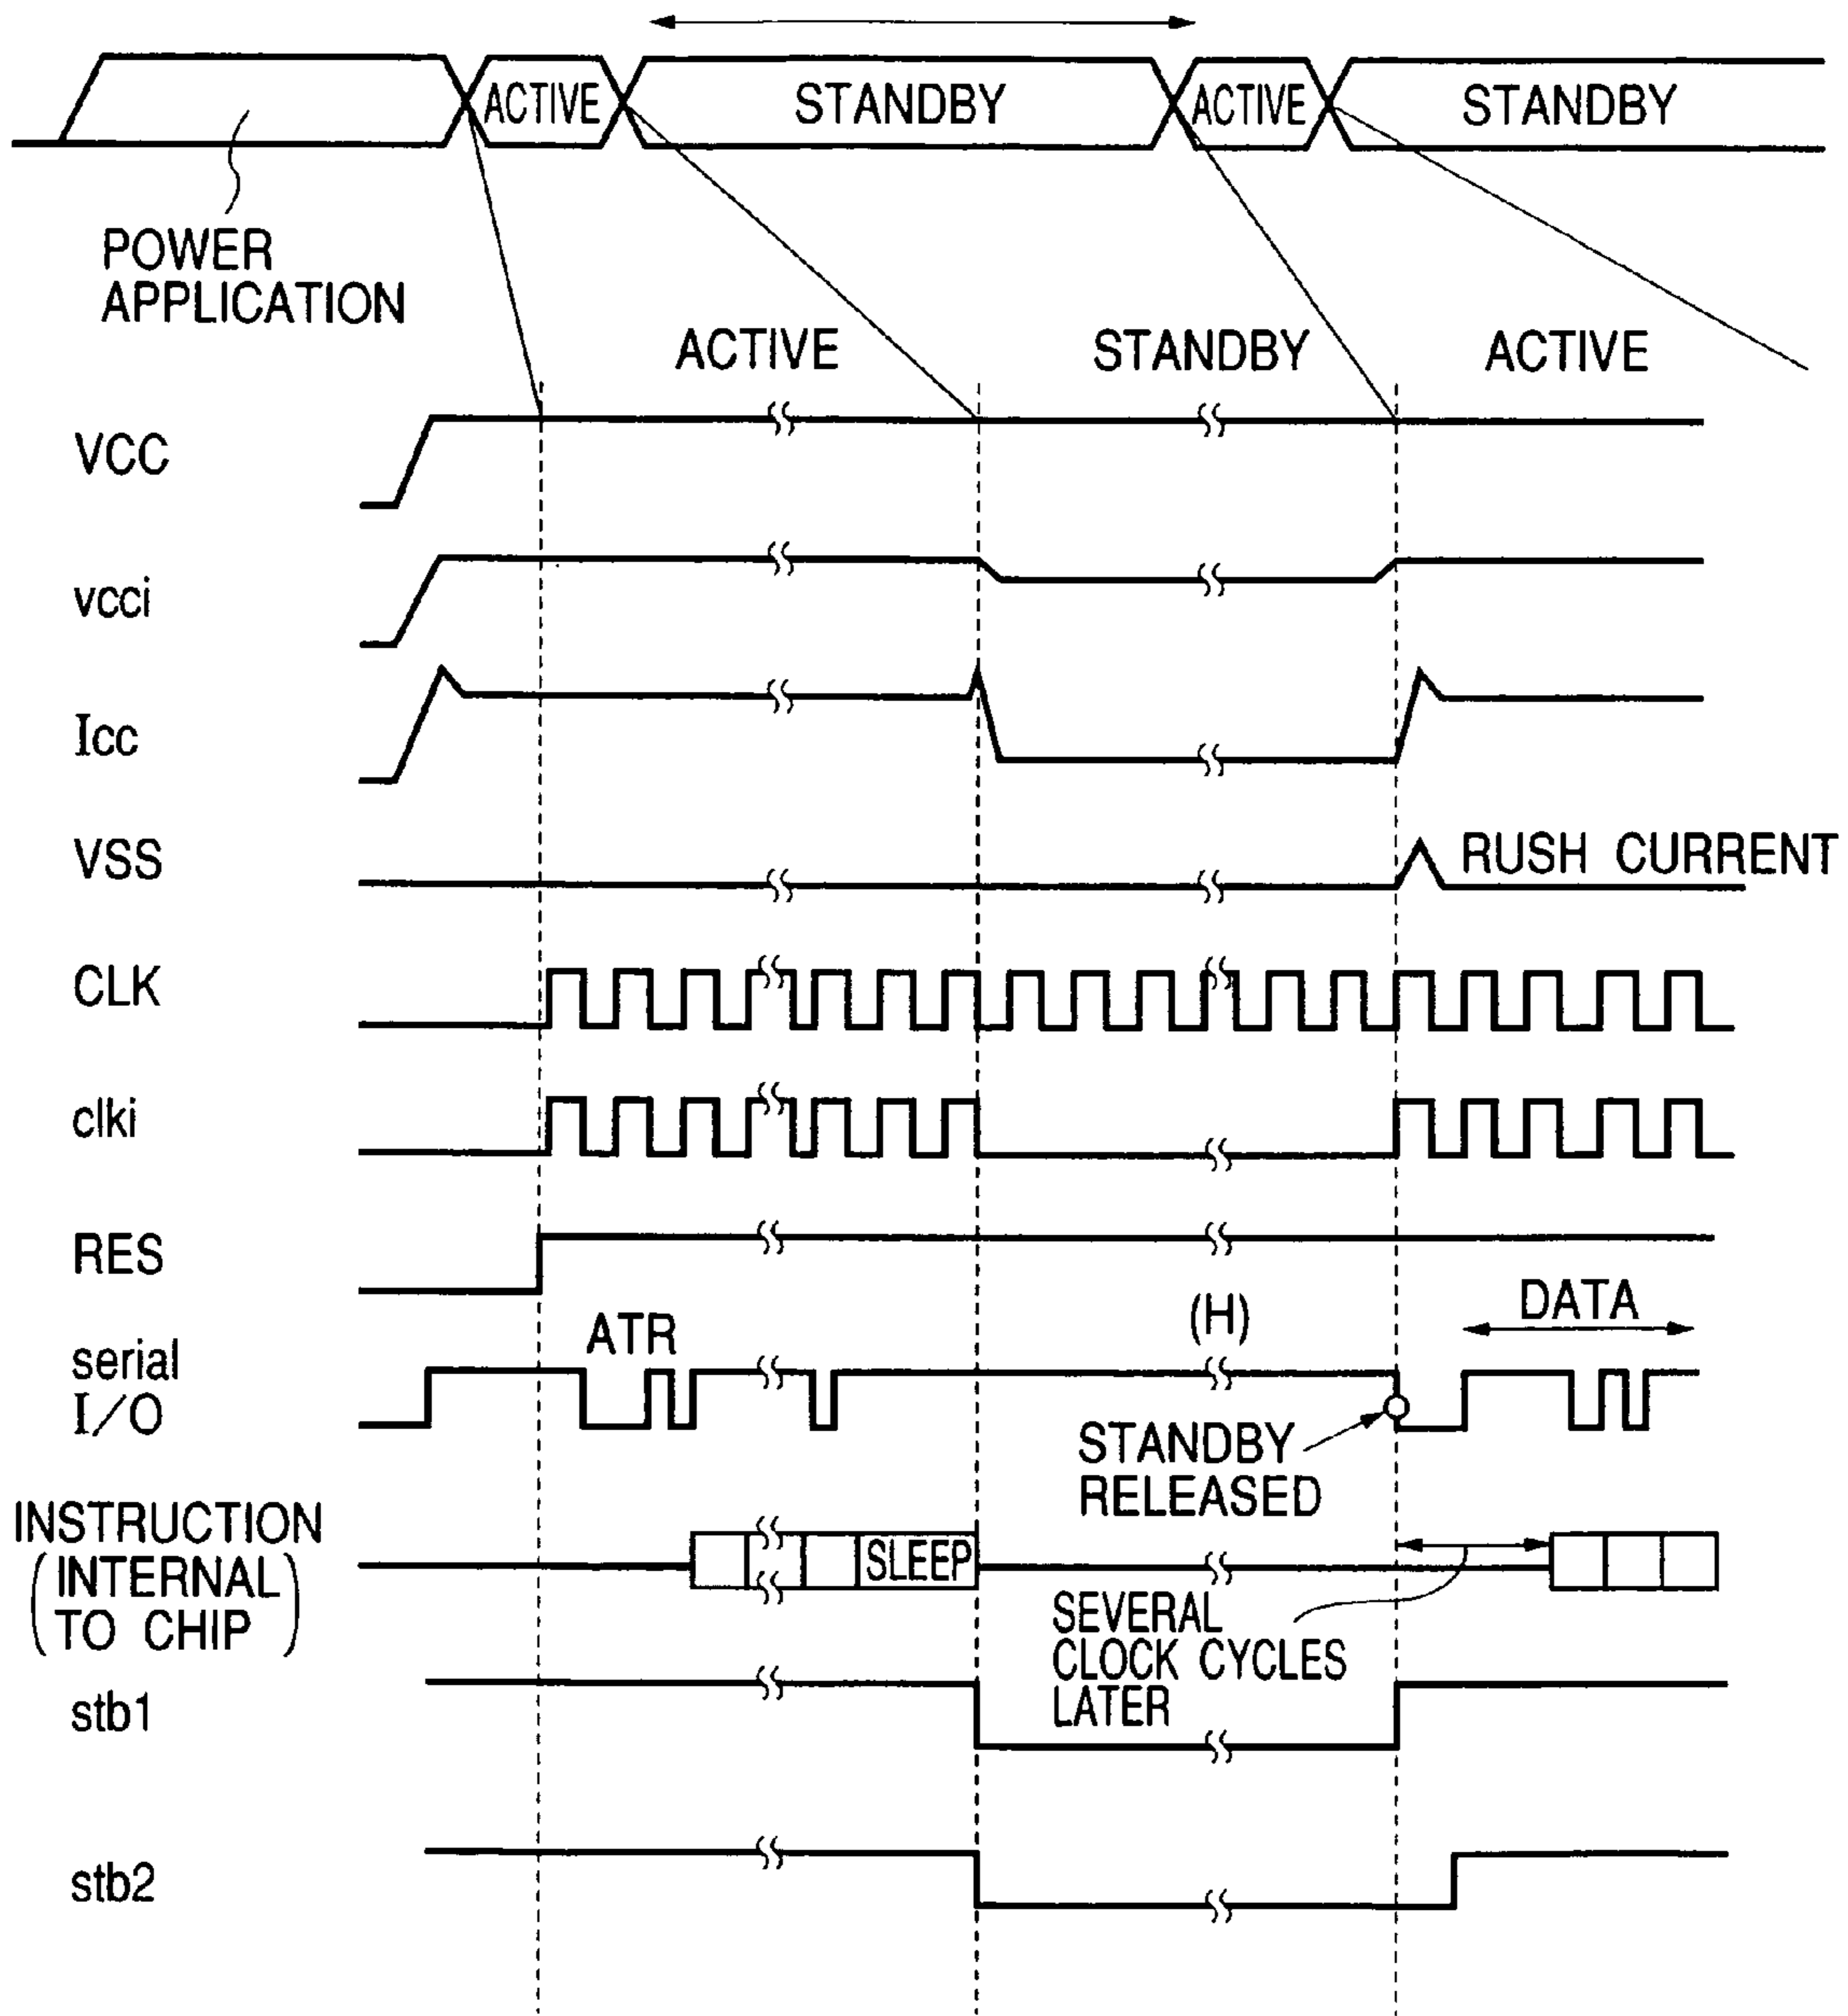 ACTIVE
STANDBY
ACTIVE
STANDBY
POWER
APPLICATION
ACTIVE
STANDBY
ACTIVE
VCC
vcci
Icc
VSS
RUSH CURRENT
CLK
clki
RES
ATR
(H)
DATA
serial
I/O
STANDBY
RELEASED
INSTRUCTION
(INTERNAL
TO CHIP)
SLEEP
SEVERAL
CLOCK CYCLES
LATER
stb1
stb2